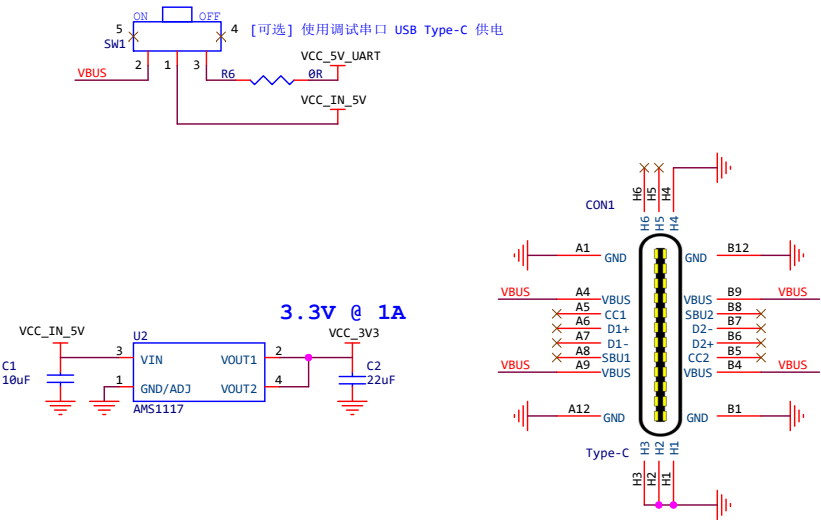 ON OFF
5 4 [可选] 使用调试串口 USB Type-C 供电
SW1
VCC_5V_UART
VBUS 2 1 3 R6 0R
VCC_IN_5V
H6 H5 H4
CON1
H6 H5 H4
A1 GND GND B12
VBUS A4 VBUS VBUS B9 VBUS
A5 CC1 SBU2 B8
A6 D1+ D2- B7
A7 D1- D2+ B6
A8 SBU1 CC2 B5
VBUS A9 VBUS VBUS B4 VBUS
A12 GND GND B1
Type-C H3 H2 H1
H3 H2 H1
3.3V @ 1A
VCC_IN_5V U2 VCC_3V3
C1 3 VIN VOUT1 2 C2
10uF 1 GND/ADJ VOUT2 4 22uF
AMS1117